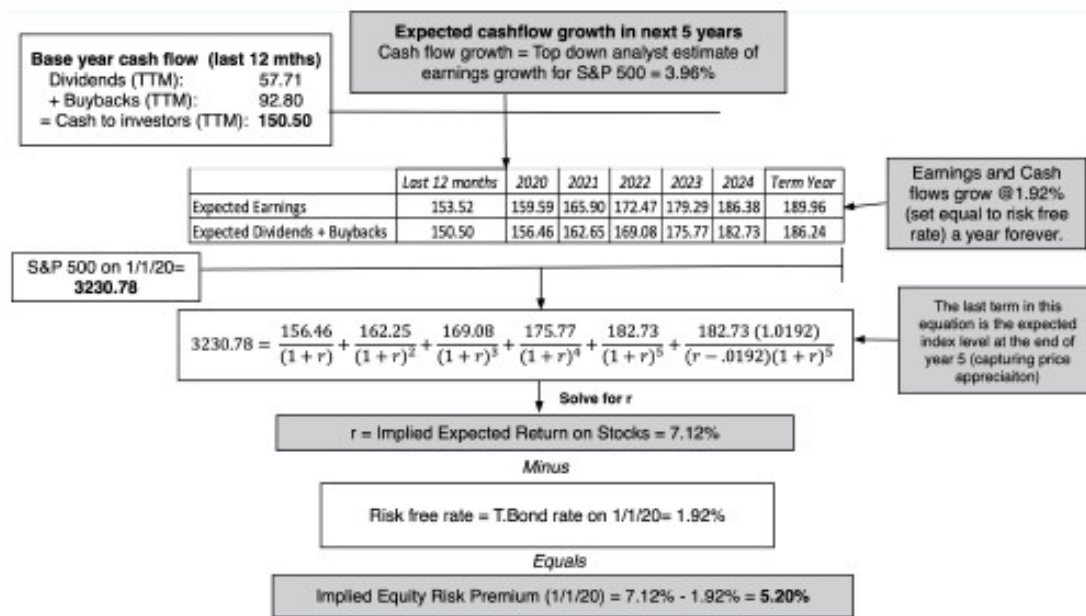 Expected cashflow growth in next 5 years
Cash flow growth = Top down analyst estimate of
earnings growth for S&P 500 = 3.96%
Base year cash flow (last 12 mths)
Dividends (TTM): 57.71
+ Buybacks (TTM): 92.80
= Cash to investors (TTM): 150.50
Last 12 months 2020 2021 2022 2023 2024 Term Year
Expected Earnings 153.52 159.59 165.90 172.47 179.29 186.38 189.96
Expected Dividends + Buybacks 150.50 156.46 162.65 169.08 175.77 182.73 186.24
Earnings and Cash
flows grow @1.92%
(set equal to risk free
rate) a year forever.
S&P 500 on 1/1/20=
3230.78
3230.78 = 156.46/(1 + r) + 162.25/(1 + r)² + 169.08/(1 + r)³ + 175.77/(1 + r)⁴ + 182.73/(1 + r)⁵ + 182.73 (1.0192)/(r − .0192)(1 + r)⁵
The last term in this
equation is the expected
index level at the end of
year 5 (capturing price
appreciaiton)
Solve for r
r = Implied Expected Return on Stocks = 7.12%
Minus
Risk free rate = T.Bond rate on 1/1/20= 1.92%
Equals
Implied Equity Risk Premium (1/1/20) = 7.12% - 1.92% = 5.20%